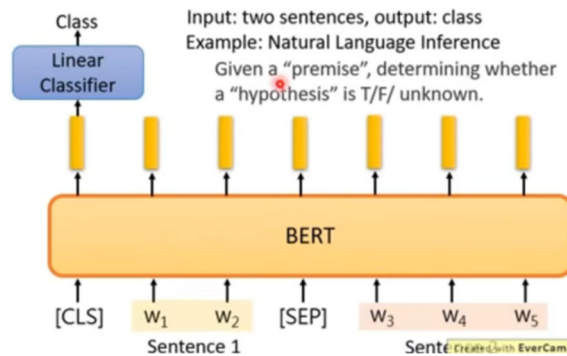 Class
Input: two sentences, output: class
Example: Natural Language Inference
Given a “premise”, determining whether
a “hypothesis” is T/F/ unknown.
Linear
Classifier
BERT
[CLS] w1 w2 [SEP] w3 w4 w5
Sentence 1
Created with EverCam